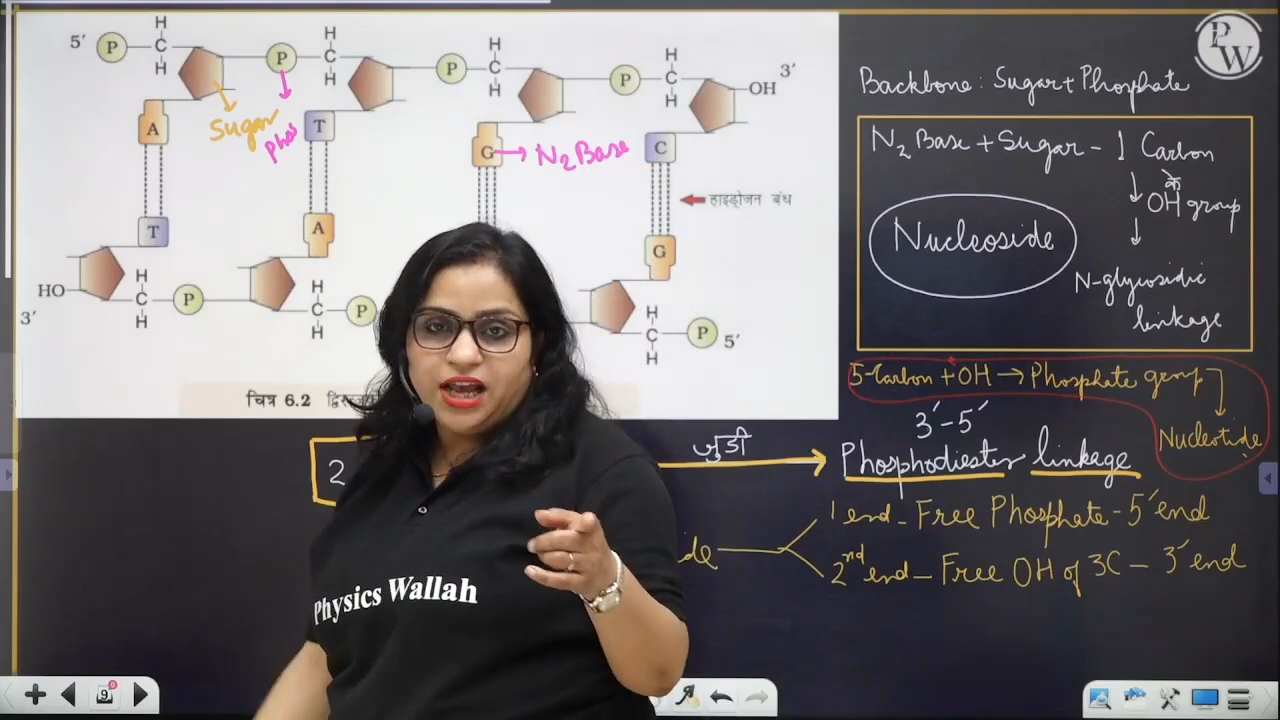 5′ P H C H P H C H P H C H P H C H OH 3′
A Sugar phos T G → N2 Base C
हाइड्रोजन बंध
T A G
HO H C H P H C H P H C H P 5′
3′
चित्र 6.2
PW
Backbone: Sugar + Phosphate
N2 Base + Sugar - 1 Carbon
के
OH group
Nucleoside
N-glycosidic
linkage
5-Carbon + OH → Phosphate group
Nucleotide
3′-5′
2 जुडी Phosphodiester linkage
1 end - Free Phosphate - 5′ end
de
2nd end - Free OH of 3C - 3′ end
Physics Wallah
9